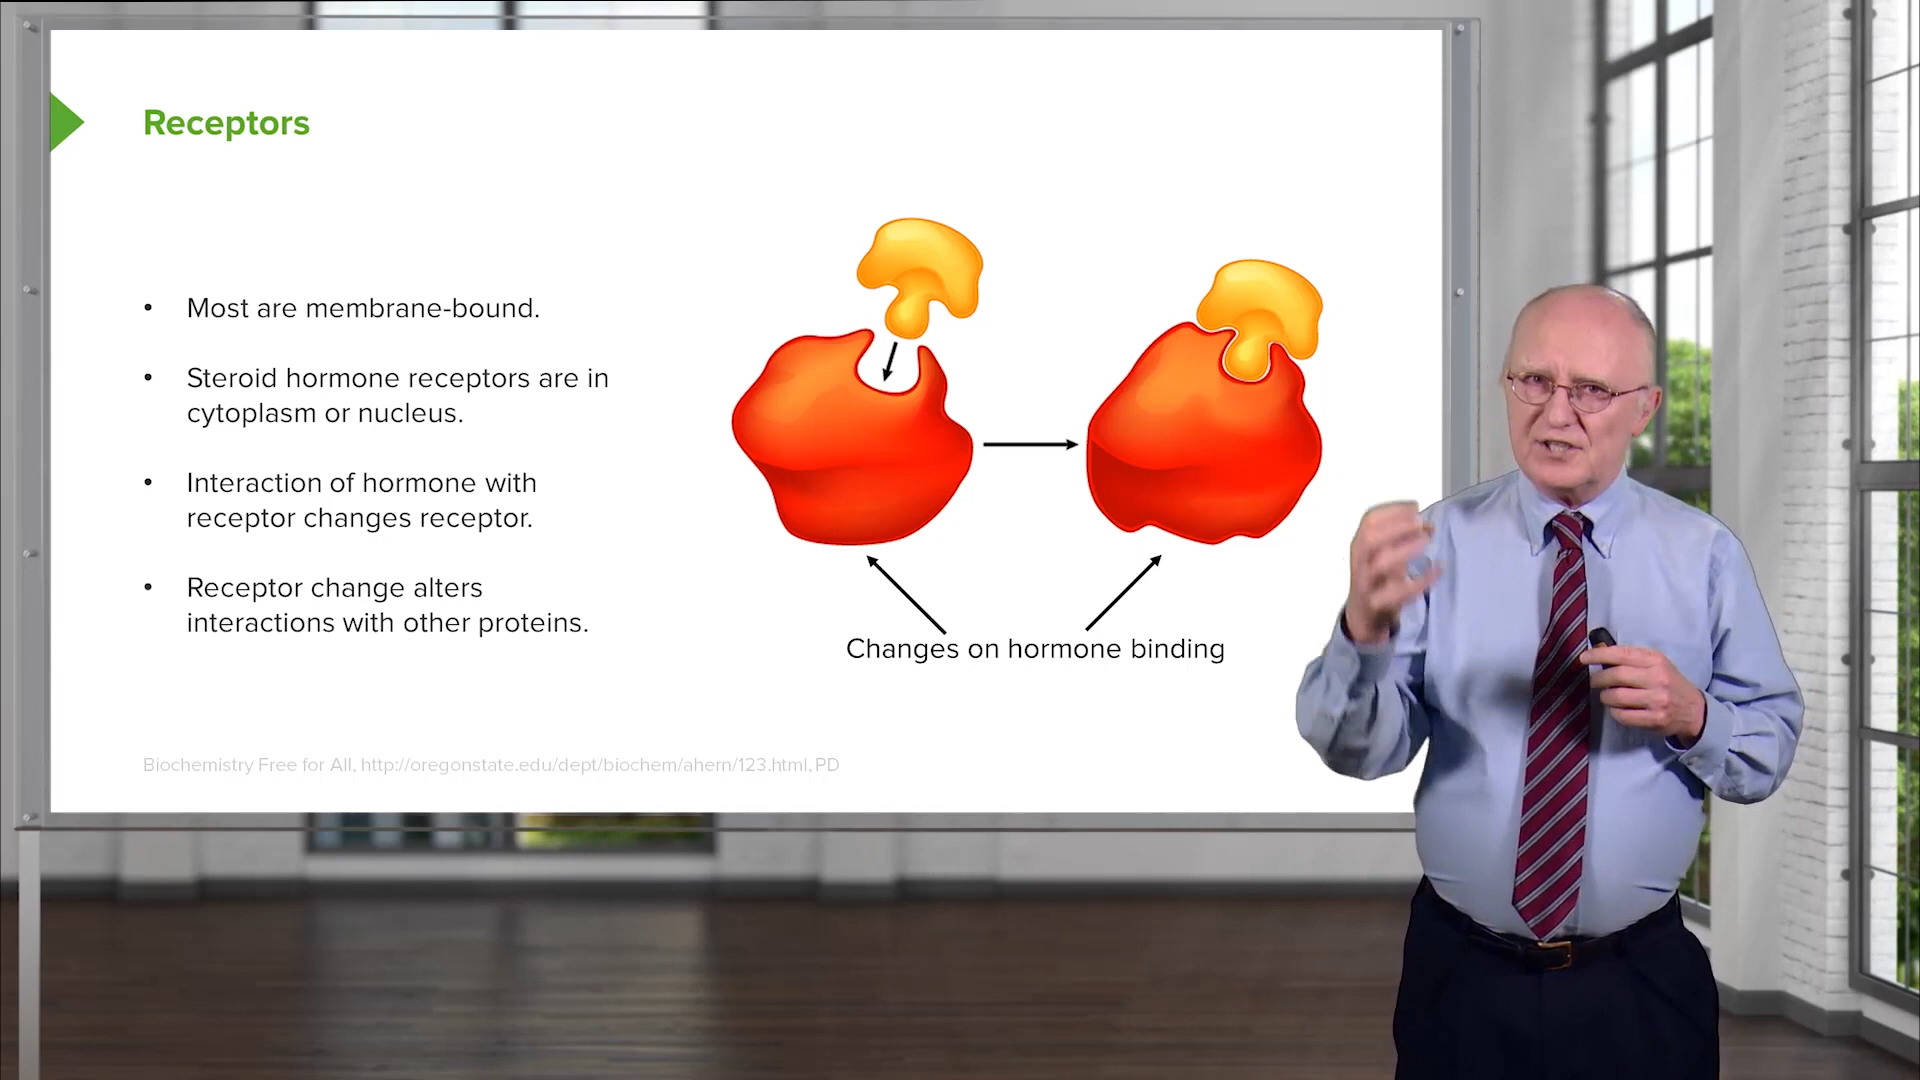 Receptors
• Most are membrane-bound.
• Steroid hormone receptors are in
cytoplasm or nucleus.
• Interaction of hormone with
receptor changes receptor.
• Receptor change alters
interactions with other proteins.
Changes on hormone binding
Biochemistry Free for All, http://oregonstate.edu/dept/biochem/ahern/123.html, PD